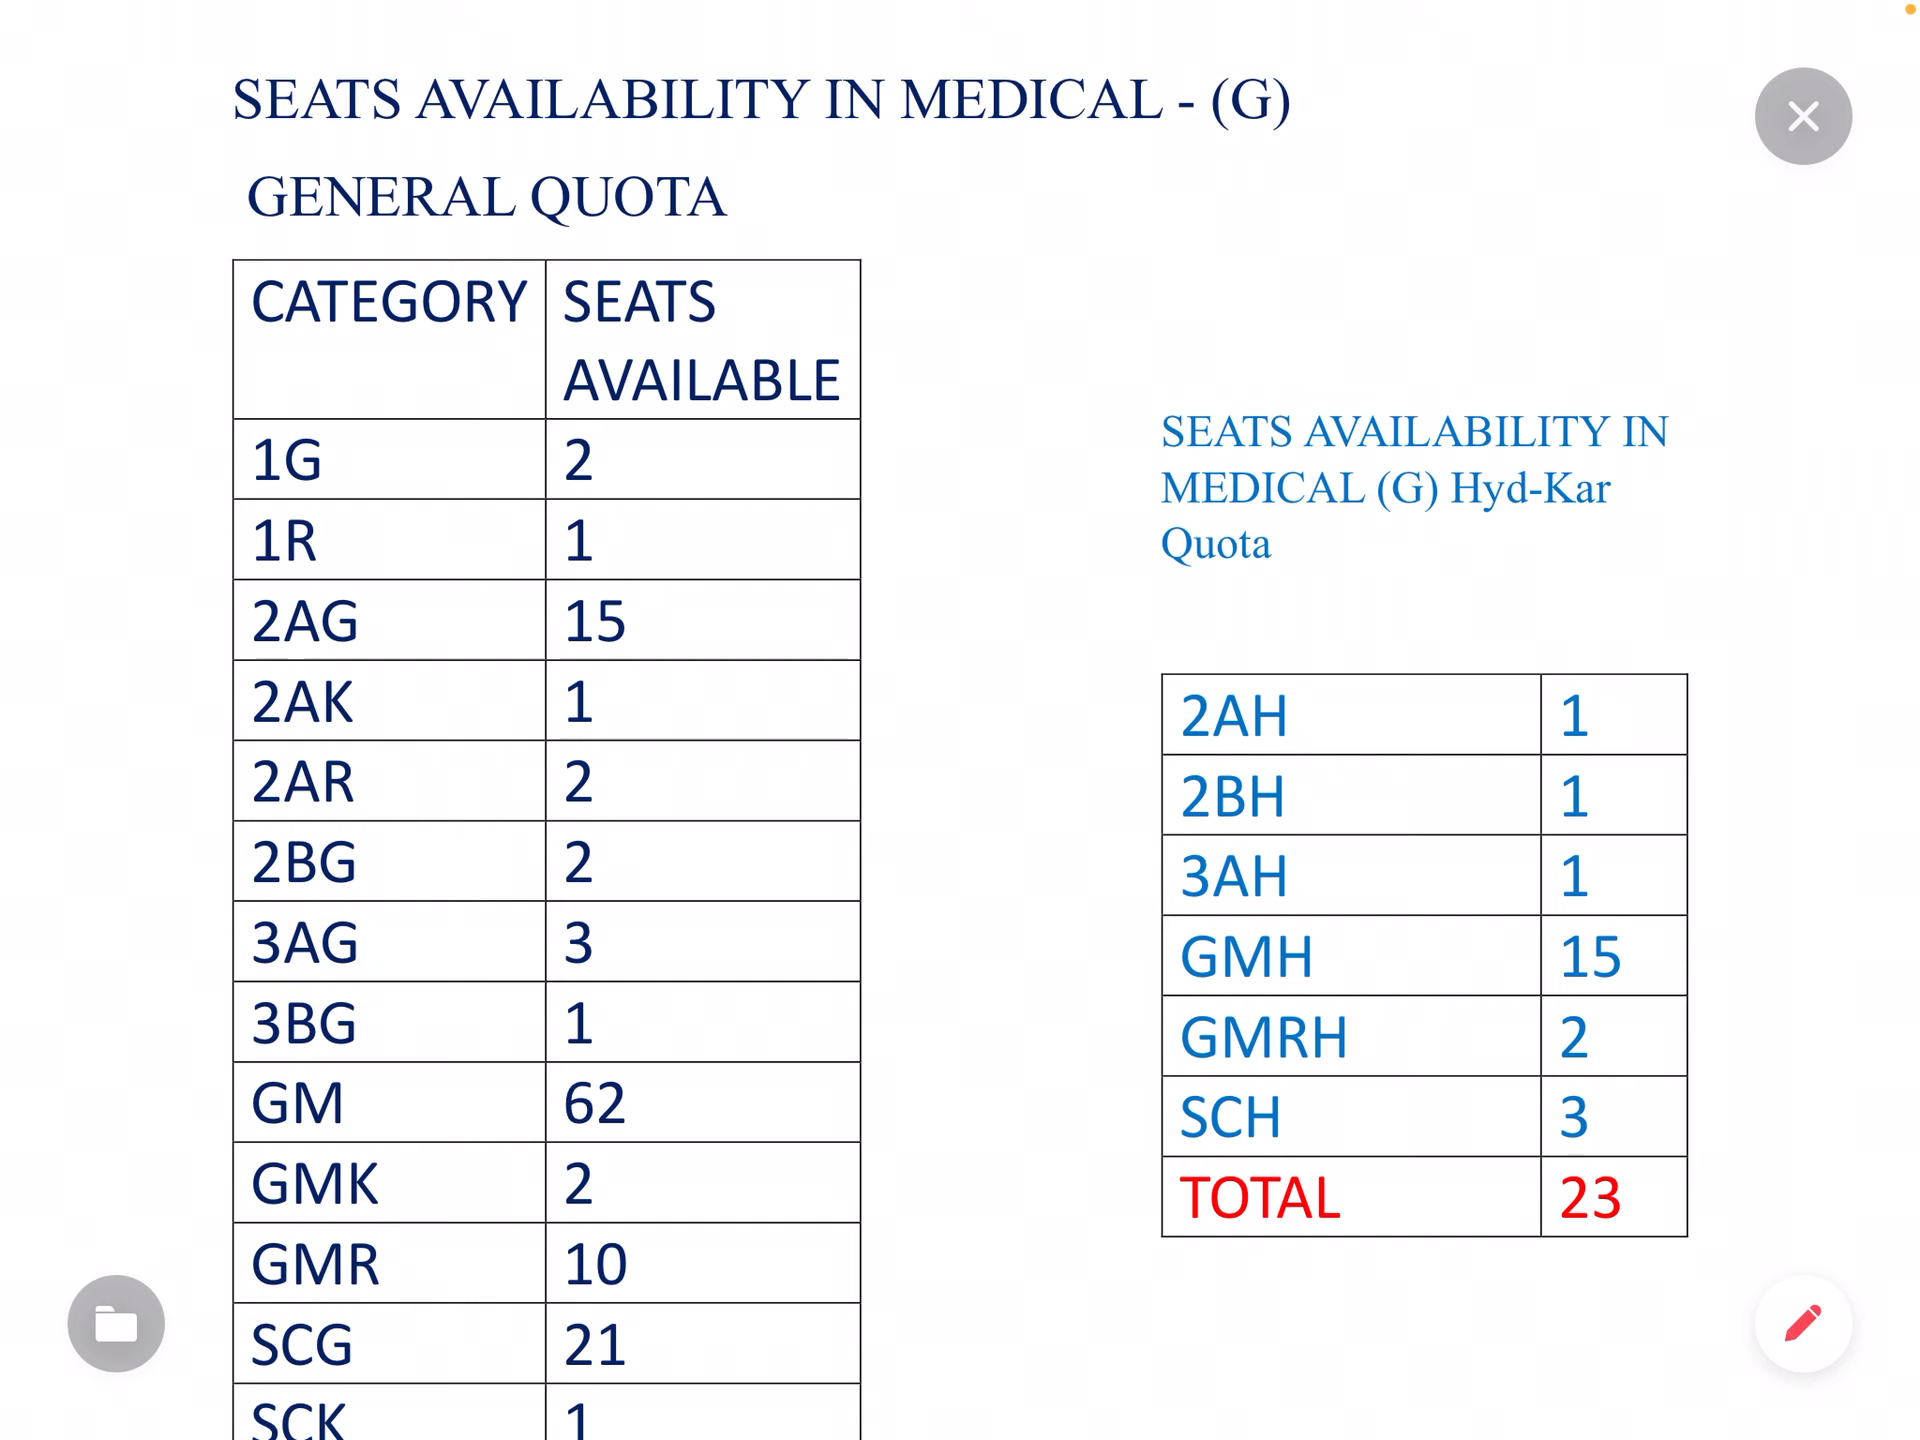 SEATS AVAILABILITY IN MEDICAL - (G)
GENERAL QUOTA
CATEGORY SEATS AVAILABLE
1G 2
1R 1
2AG 15
2AK 1
2AR 2
2BG 2
3AG 3
3BG 1
GM 62
GMK 2
GMR 10
SCG 21
SCK 1
SEATS AVAILABILITY IN
MEDICAL (G) Hyd-Kar
Quota
2AH 1
2BH 1
3AH 1
GMH 15
GMRH 2
SCH 3
TOTAL 23